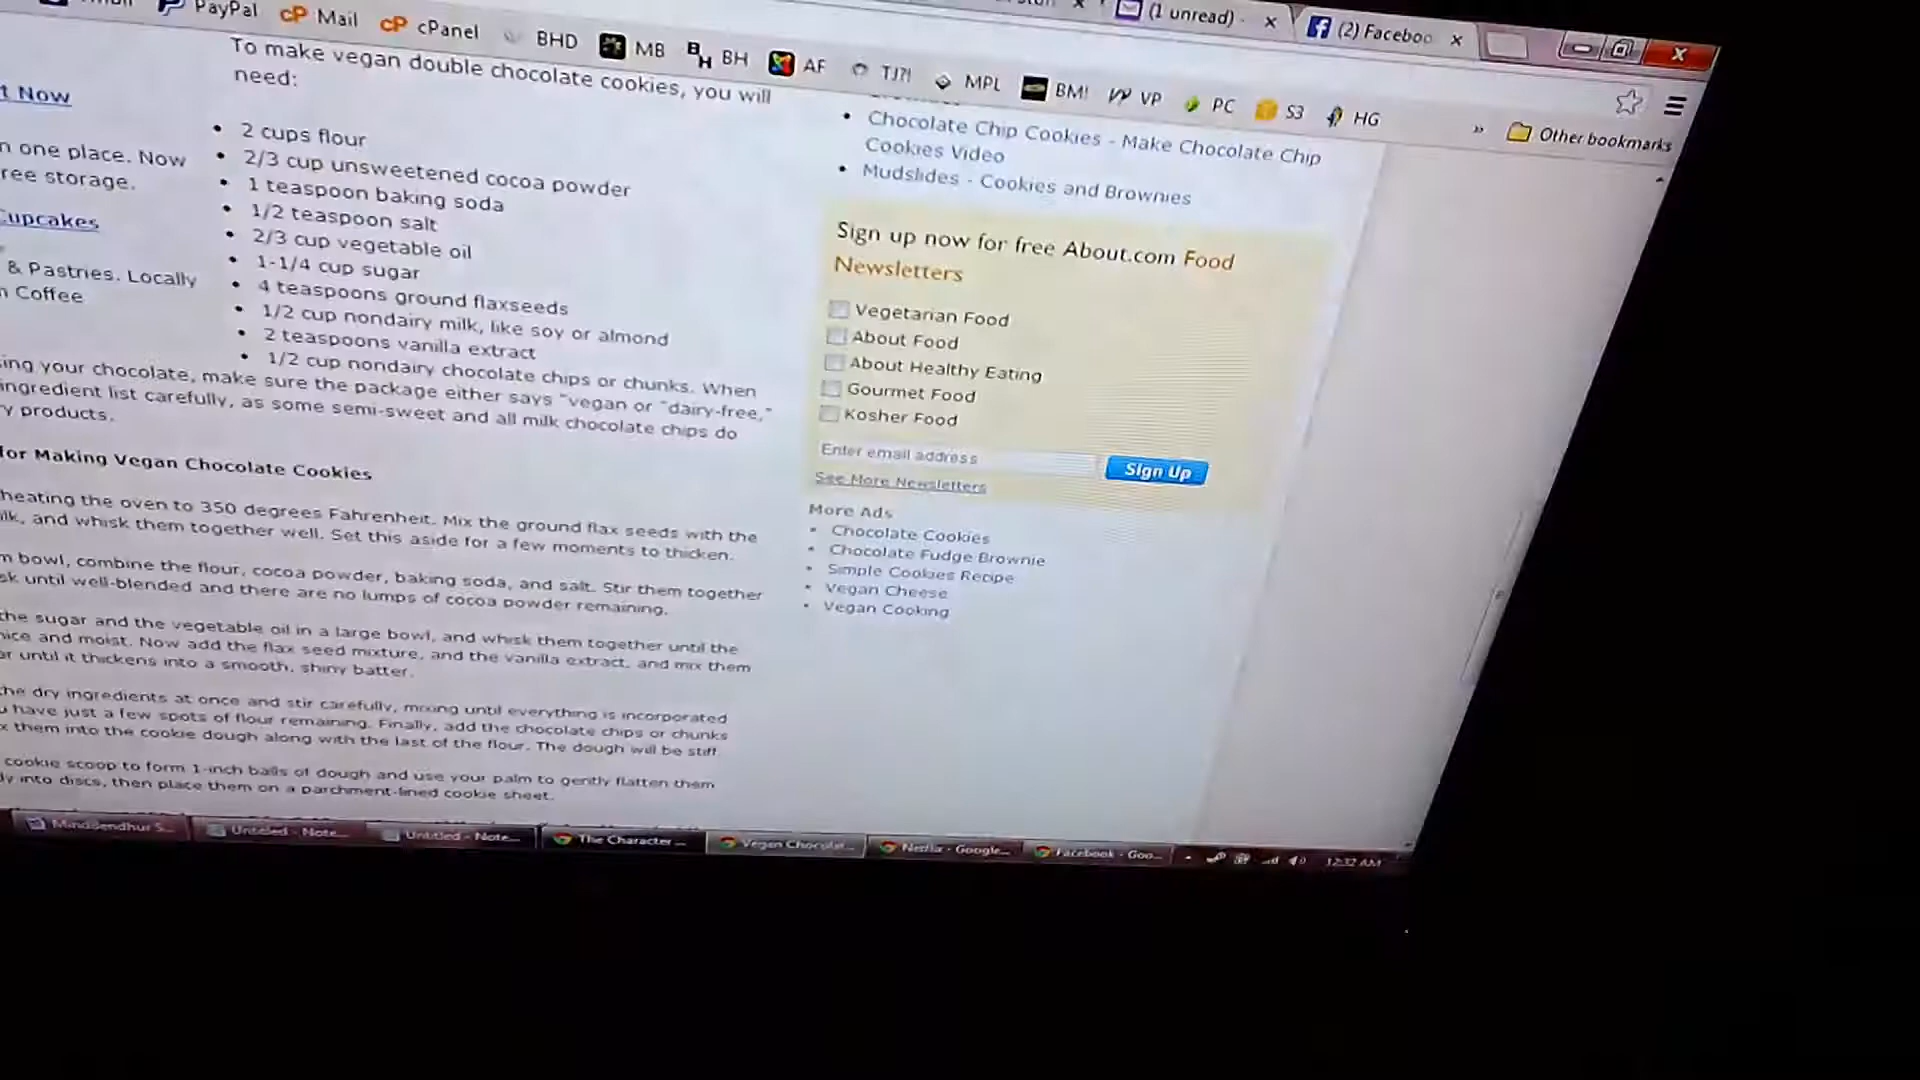 PayPal
Mail
cPanel
BHD
MB
BH
AF
TJ?!
MPL
BM!
VP
PC
S3
HG
(1 unread) -
(2) Faceboo
Other bookmarks
t Now
n one place. Now
ree storage.
Cupcakes
& Pastries. Locally
n Coffee
To make vegan double chocolate cookies, you will
need:
2 cups flour
2/3 cup unsweetened cocoa powder
1 teaspoon baking soda
1/2 teaspoon salt
2/3 cup vegetable oil
1-1/4 cup sugar
4 teaspoons ground flaxseeds
1/2 cup nondairy milk, like soy or almond
2 teaspoons vanilla extract
1/2 cup nondairy chocolate chips or chunks. When
ing your chocolate, make sure the package either says "vegan or "dairy-free,"
ingredient list carefully, as some semi-sweet and all milk chocolate chips do
y products.
for Making Vegan Chocolate Cookies
heating the oven to 350 degrees Fahrenheit. Mix the ground flax seeds with the
ilk, and whisk them together well. Set this aside for a few moments to thicken.
m bowl, combine the flour, cocoa powder, baking soda, and salt. Stir them together
sk until well-blended and there are no lumps of cocoa powder remaining.
the sugar and the vegetable oil in a large bowl, and whisk them together until the
nice and moist. Now add the flax seed mixture, and the vanilla extract, and mix them
ar until it thickens into a smooth, shiny batter.
the dry ingredients at once and stir carefully, mixing until everything is incorporated
u have just a few spots of flour remaining. Finally, add the chocolate chips or chunks
x them into the cookie dough along with the last of the flour. The dough will be stiff.
cookie scoop to form 1-inch balls of dough and use your palm to gently flatten them
ly into discs, then place them on a parchment-lined cookie sheet.
Chocolate Chip Cookies - Make Chocolate Chip
Cookies Video
Mudslides - Cookies and Brownies
Sign up now for free About.com Food
Newsletters
Vegetarian Food
About Food
About Healthy Eating
Gourmet Food
Kosher Food
Enter email address
Sign Up
See More Newsletters
More Ads
Chocolate Cookies
Chocolate Fudge Brownie
Simple Cookies Recipe
Vegan Cheese
Vegan Cooking
Untitled - Note...
Untitled - Note...
The Character ...
Vegan Chocolat...
Netflix - Google...
Facebook - Goo...
12:32 AM